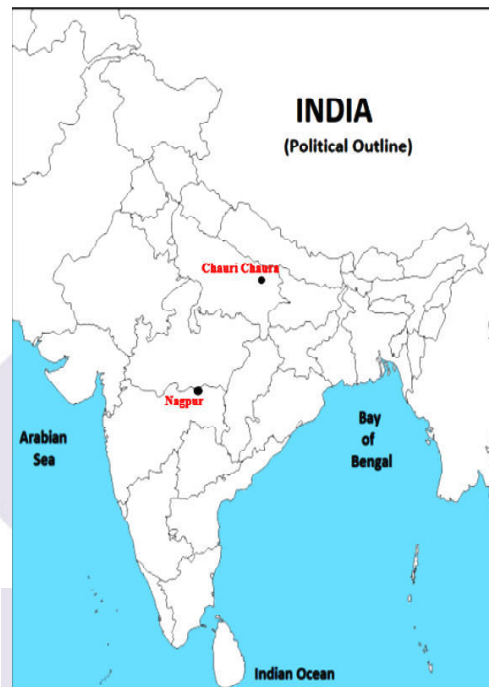 INDIA
(Political Outline)
Chauri Chaura
Nagpur
Arabian
Sea
Bay
of
Bengal
Indian Ocean